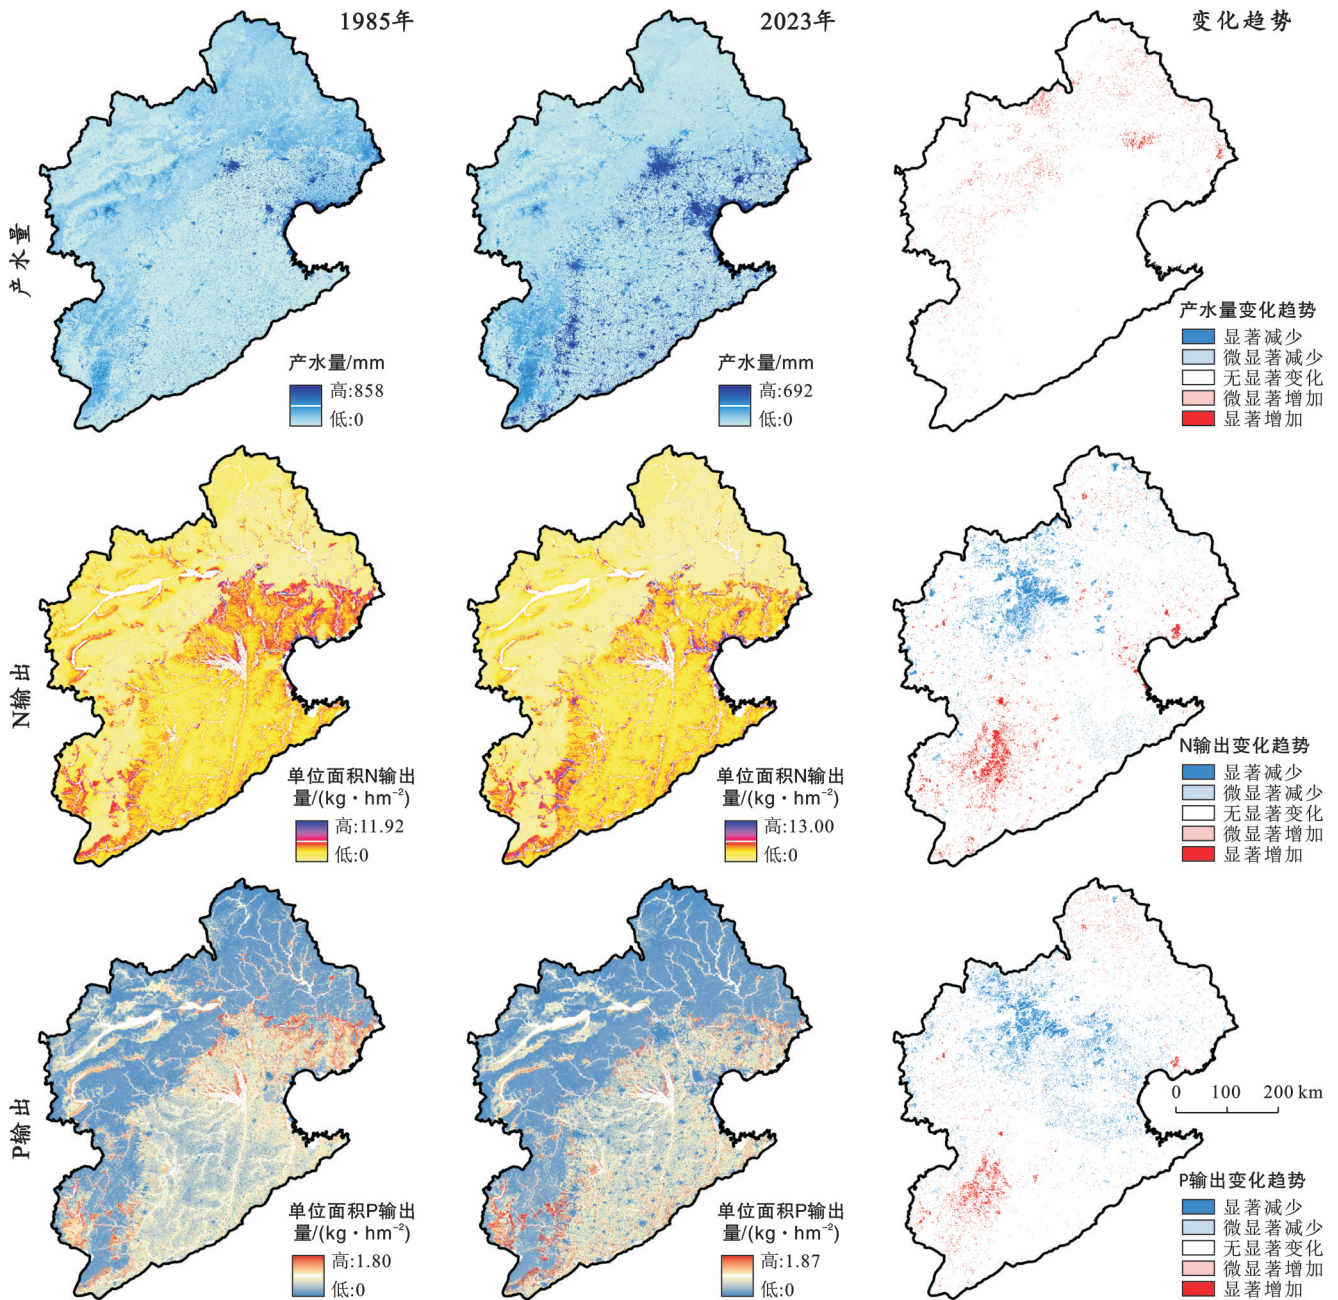 1985年
2023年
变化趋势
产水量
产水量/mm
高:858
低:0
产水量/mm
高:692
低:0
产水量变化趋势
显著减少
微显著减少
无显著变化
微显著增加
显著增加
N输出
单位面积N输出
量/(kg·hm⁻²)
高:11.92
低:0
单位面积N输出
量/(kg·hm⁻²)
高:13.00
低:0
N输出变化趋势
显著减少
微显著减少
无显著变化
微显著增加
显著增加
P输出
单位面积P输出
量/(kg·hm⁻²)
高:1.80
低:0
单位面积P输出
量/(kg·hm⁻²)
高:1.87
低:0
0 100 200 km
P输出变化趋势
显著减少
微显著减少
无显著变化
微显著增加
显著增加